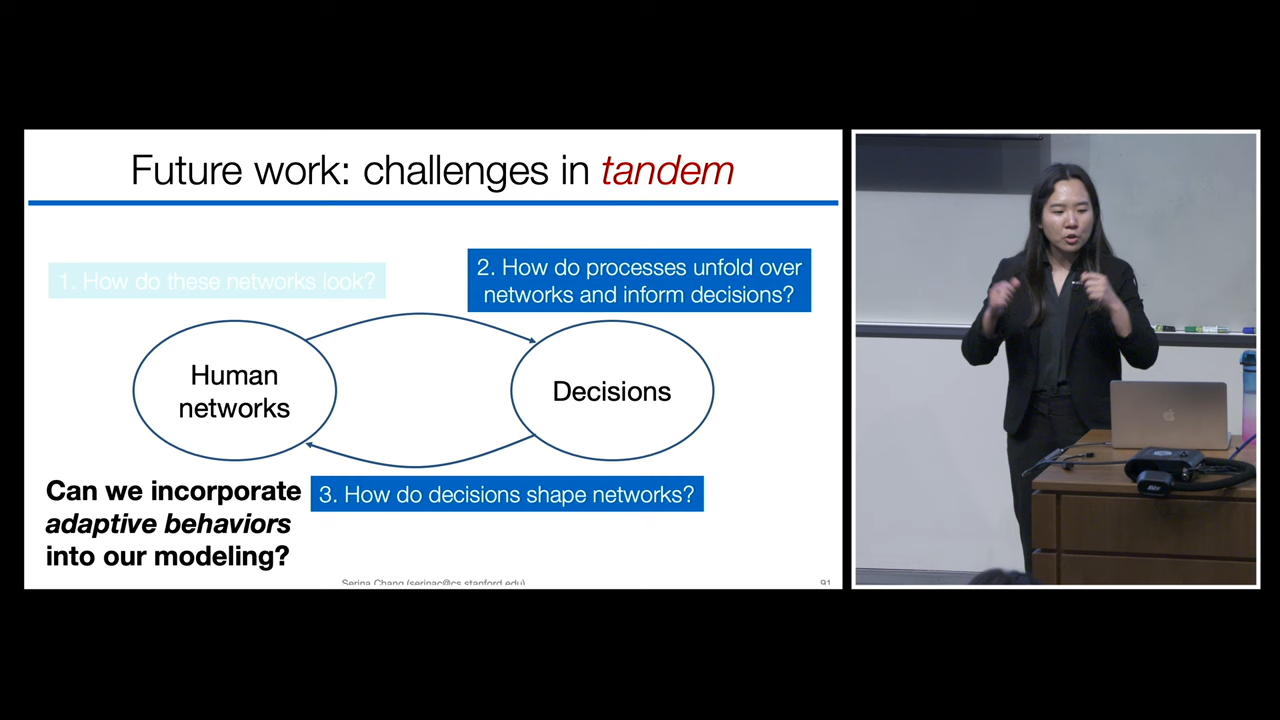 Future work: challenges in tandem
1. How do these networks look?
2. How do processes unfold over
networks and inform decisions?
Human
networks
Decisions
Can we incorporate
adaptive behaviors
into our modeling?
3. How do decisions shape networks?
Serina Chang (serinac@cs.stanford.edu)
91